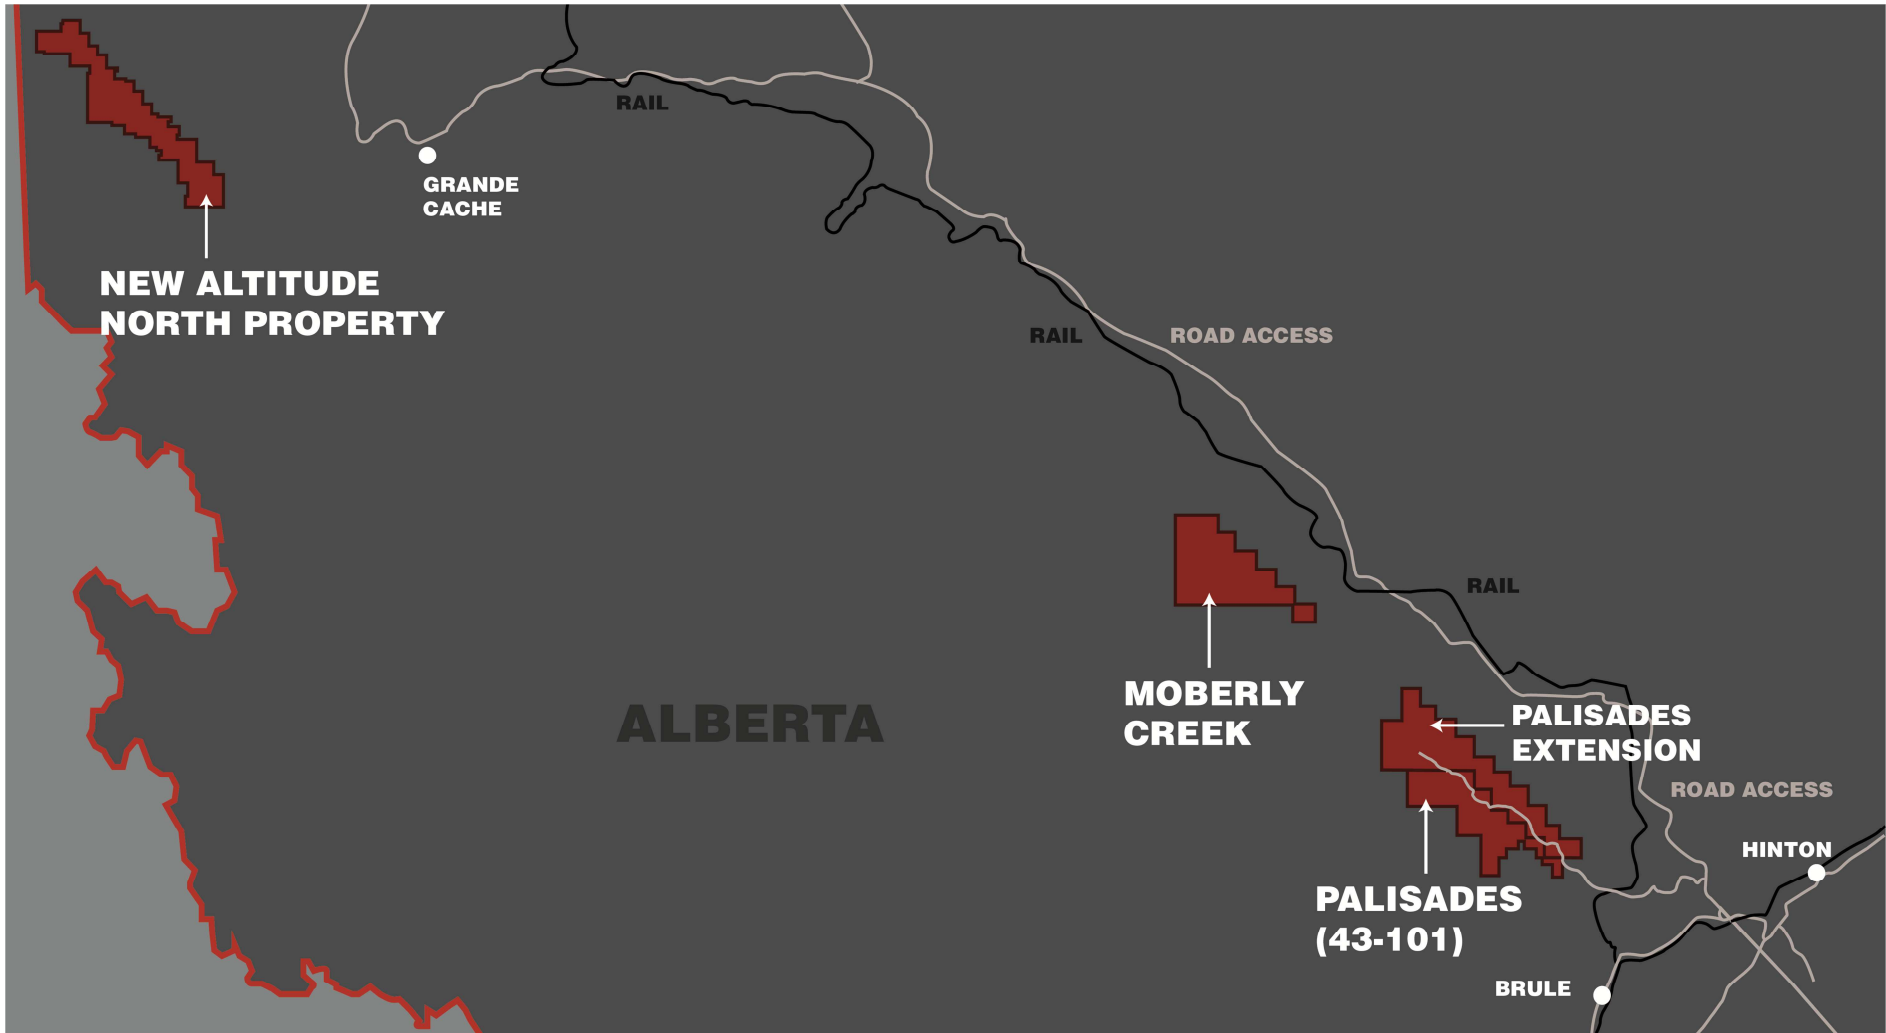 RAIL
GRANDE
CACHE
NEW ALTITUDE
NORTH PROPERTY
RAIL
ROAD ACCESS
RAIL
MOBERLY
CREEK
ALBERTA
PALISADES
EXTENSION
ROAD ACCESS
HINTON
PALISADES
(43-101)
BRULE